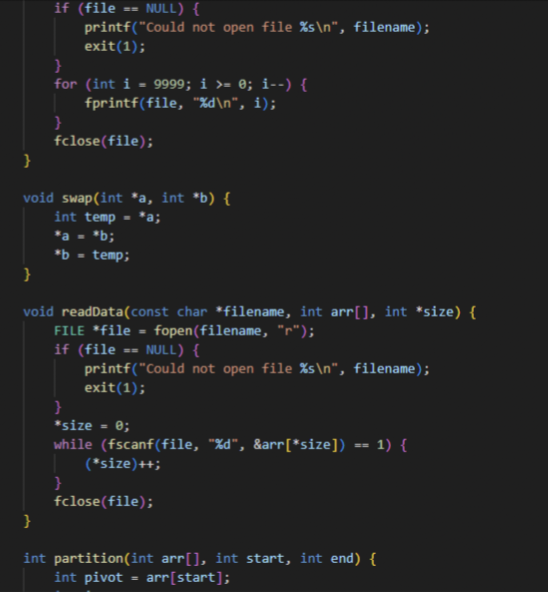 if (file == NULL) {
printf("Could not open file %s\n", filename);
exit(1);
}
for (int i = 9999; i >= 0; i--) {
fprintf(file, "%d\n", i);
}
fclose(file);
}
void swap(int *a, int *b) {
int temp = *a;
*a = *b;
*b = temp;
}
void readData(const char *filename, int arr[], int *size) {
FILE *file = fopen(filename, "r");
if (file == NULL) {
printf("Could not open file %s\n", filename);
exit(1);
}
*size = 0;
while (fscanf(file, "%d", &arr[*size]) == 1) {
(*size)++;
}
fclose(file);
}
int partition(int arr[], int start, int end) {
int pivot = arr[start];